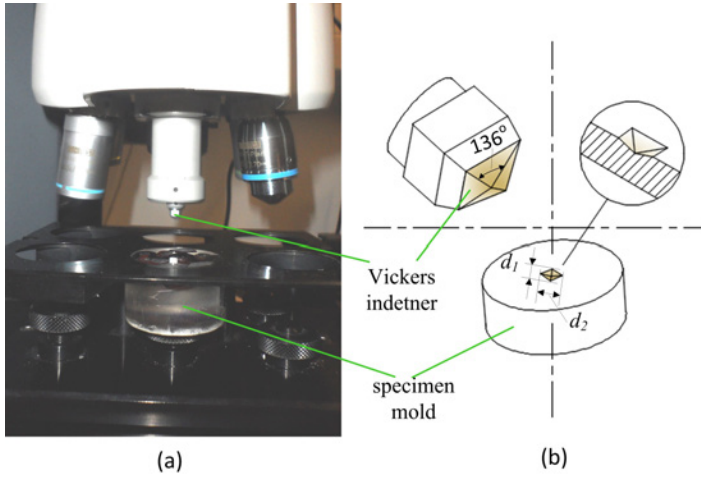 136°
Vickers
indetner
d1
d2
specimen
mold
(a)
(b)